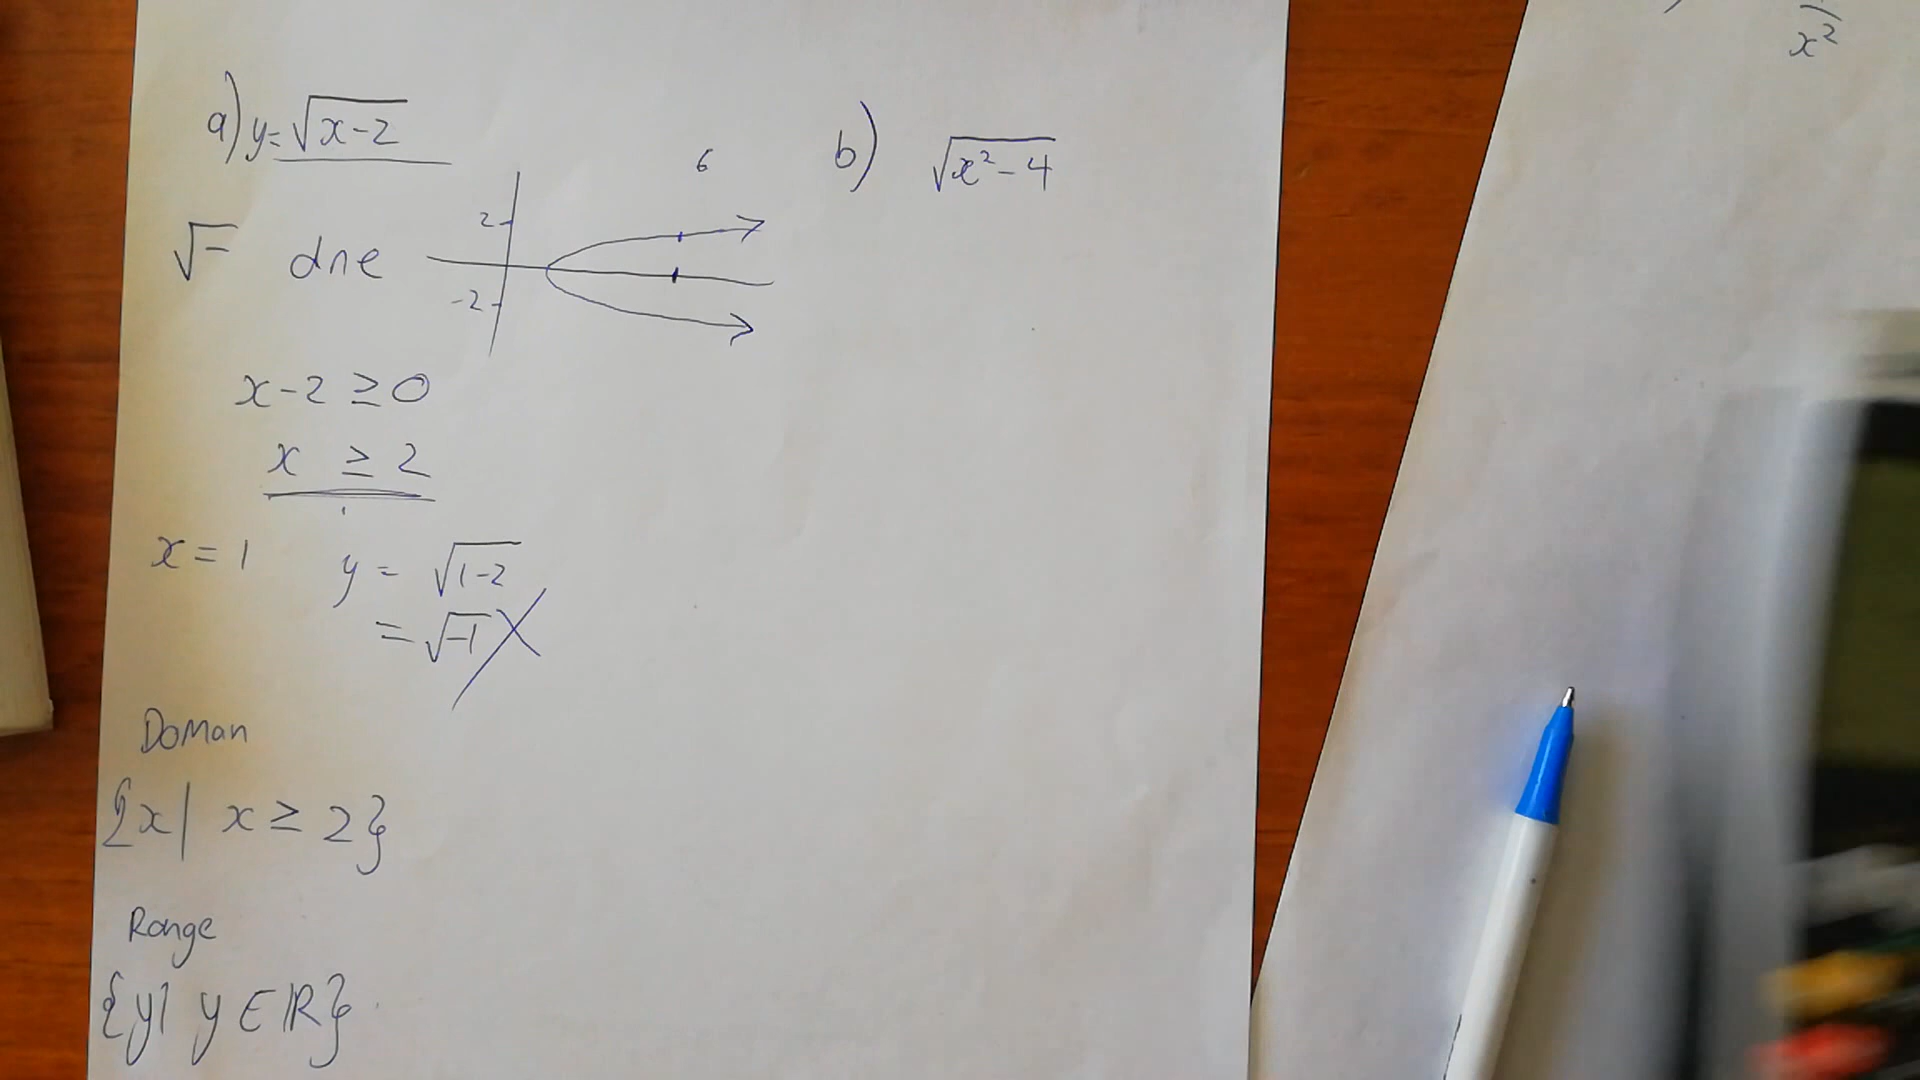 a) y = √x-2
√- dne
2
-2
6
x-2 ≥ 0
x ≥ 2
x = 1 y = √1-2
= √-1
Doman
{x| x ≥ 2}
Range
{y| y ∈ ℝ}
b) √x² - 4
x²